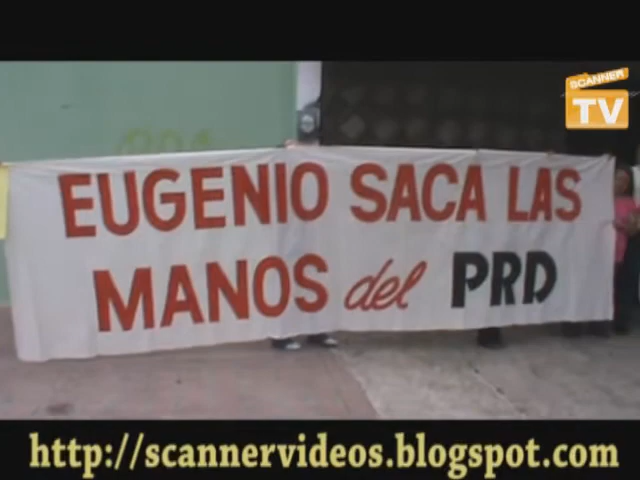 SCANNER
TV
EUGENIO SACA LAS
MANOS del PRD
http://scannervideos.blogspot.com